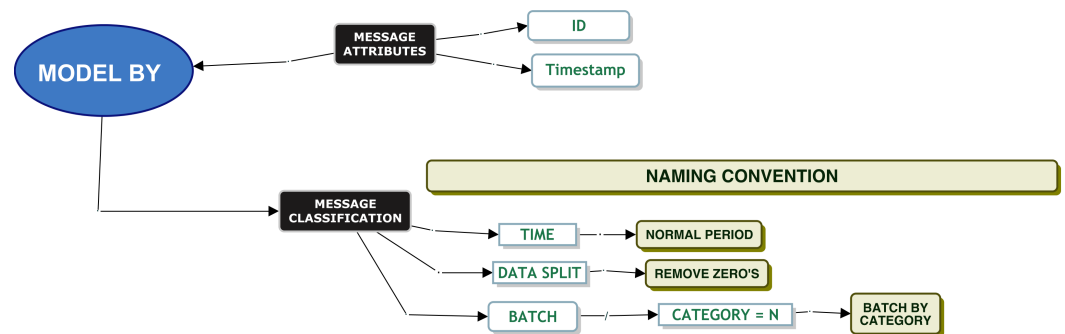 MODEL BY
MESSAGE
ATTRIBUTES
ID
Timestamp
NAMING CONVENTION
MESSAGE
CLASSIFICATION
TIME
NORMAL PERIOD
DATA SPLIT
REMOVE ZERO'S
BATCH
CATEGORY = N
BATCH BY
CATEGORY